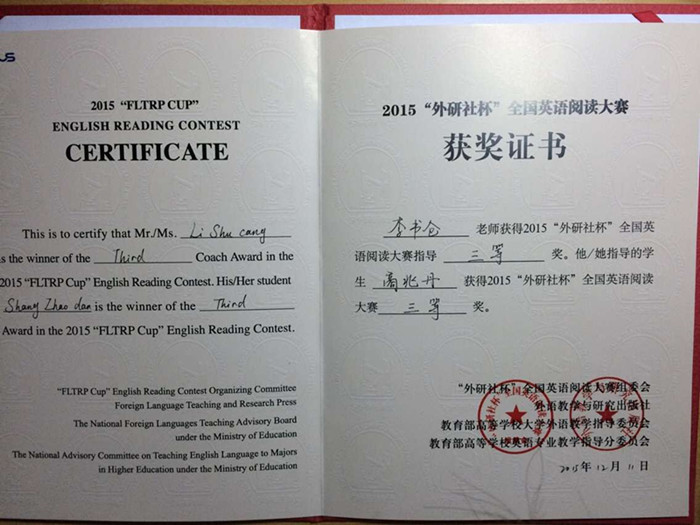 US
2015 “FLTRP CUP”
ENGLISH READING CONTEST
CERTIFICATE
This is to certify that Mr./Ms. Li Shu cang
is the winner of the Third Coach Award in the
2015 “FLTRP Cup” English Reading Contest. His/Her student
Shang Zhao dan is the winner of the Third
Award in the 2015 “FLTRP Cup” English Reading Contest.
“FLTRP Cup” English Reading Contest Organizing Committee
Foreign Language Teaching and Research Press
The National Foreign Languages Teaching Advisory Board
under the Ministry of Education
The National Advisory Committee on Teaching English Language to Majors
in Higher Education under the Ministry of Education
2015 “外研社杯” 全国英语阅读大赛
获奖证书
李书仓 老师获得2015 “外研社杯” 全国英
语阅读大赛指导 三等 奖。他/她指导的学
生 商兆丹 获得2015 “外研社杯” 全国英语阅读
大赛 三等 奖。
“外研社杯” 全国英语阅读大赛组委会
外语教学与研究出版社
教育部高等学校大学外语教学指导委员会
教育部高等学校英语专业教学指导分委员会
2015年12月11日